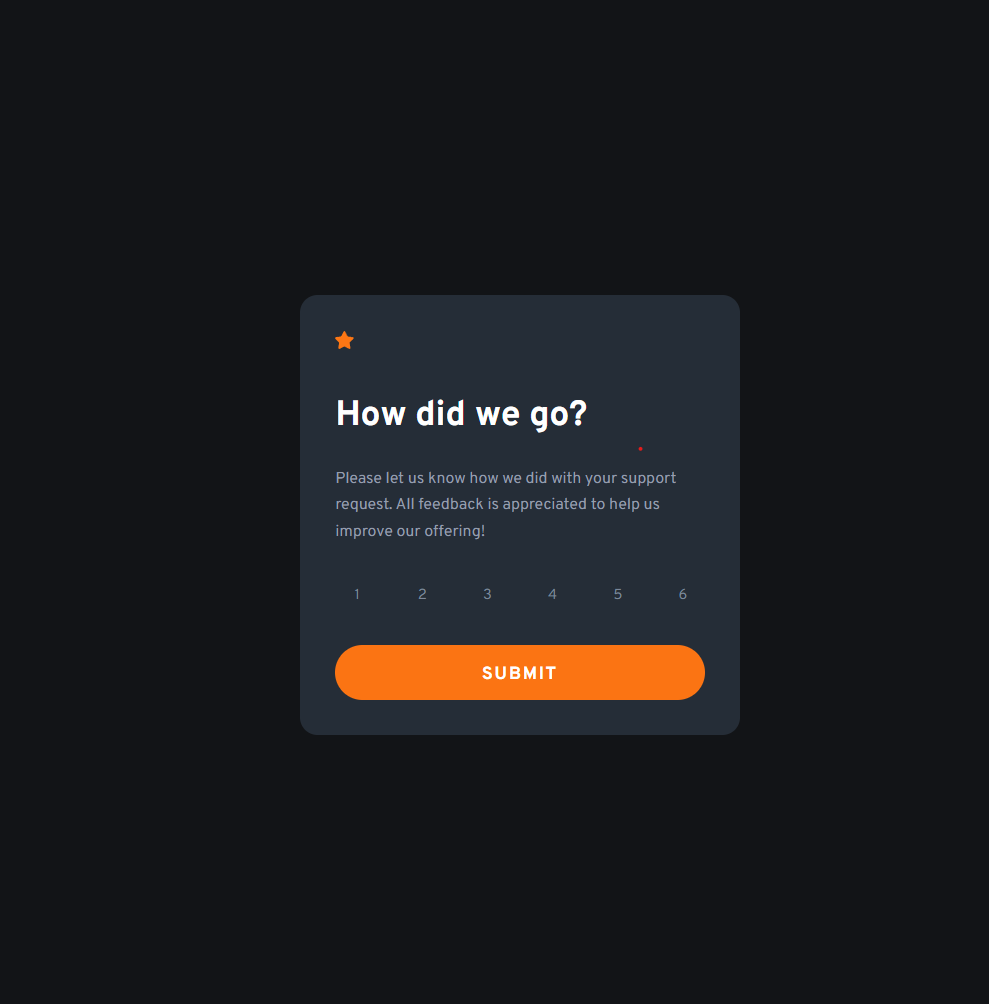 How did we go?
Please let us know how we did with your support
request. All feedback is appreciated to help us
improve our offering!
1 2 3 4 5 6
SUBMIT